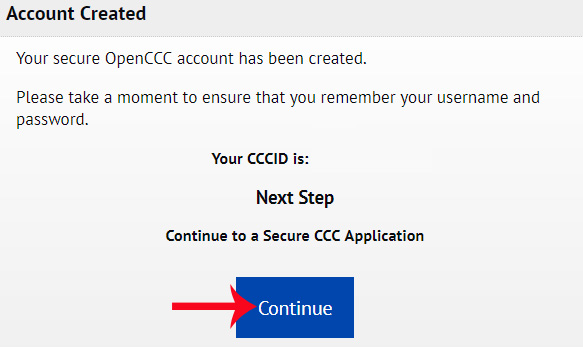 Account Created
Your secure OpenCCC account has been created.
Please take a moment to ensure that you remember your username and
password.
Your CCCID is:
Next Step
Continue to a Secure CCC Application
Continue